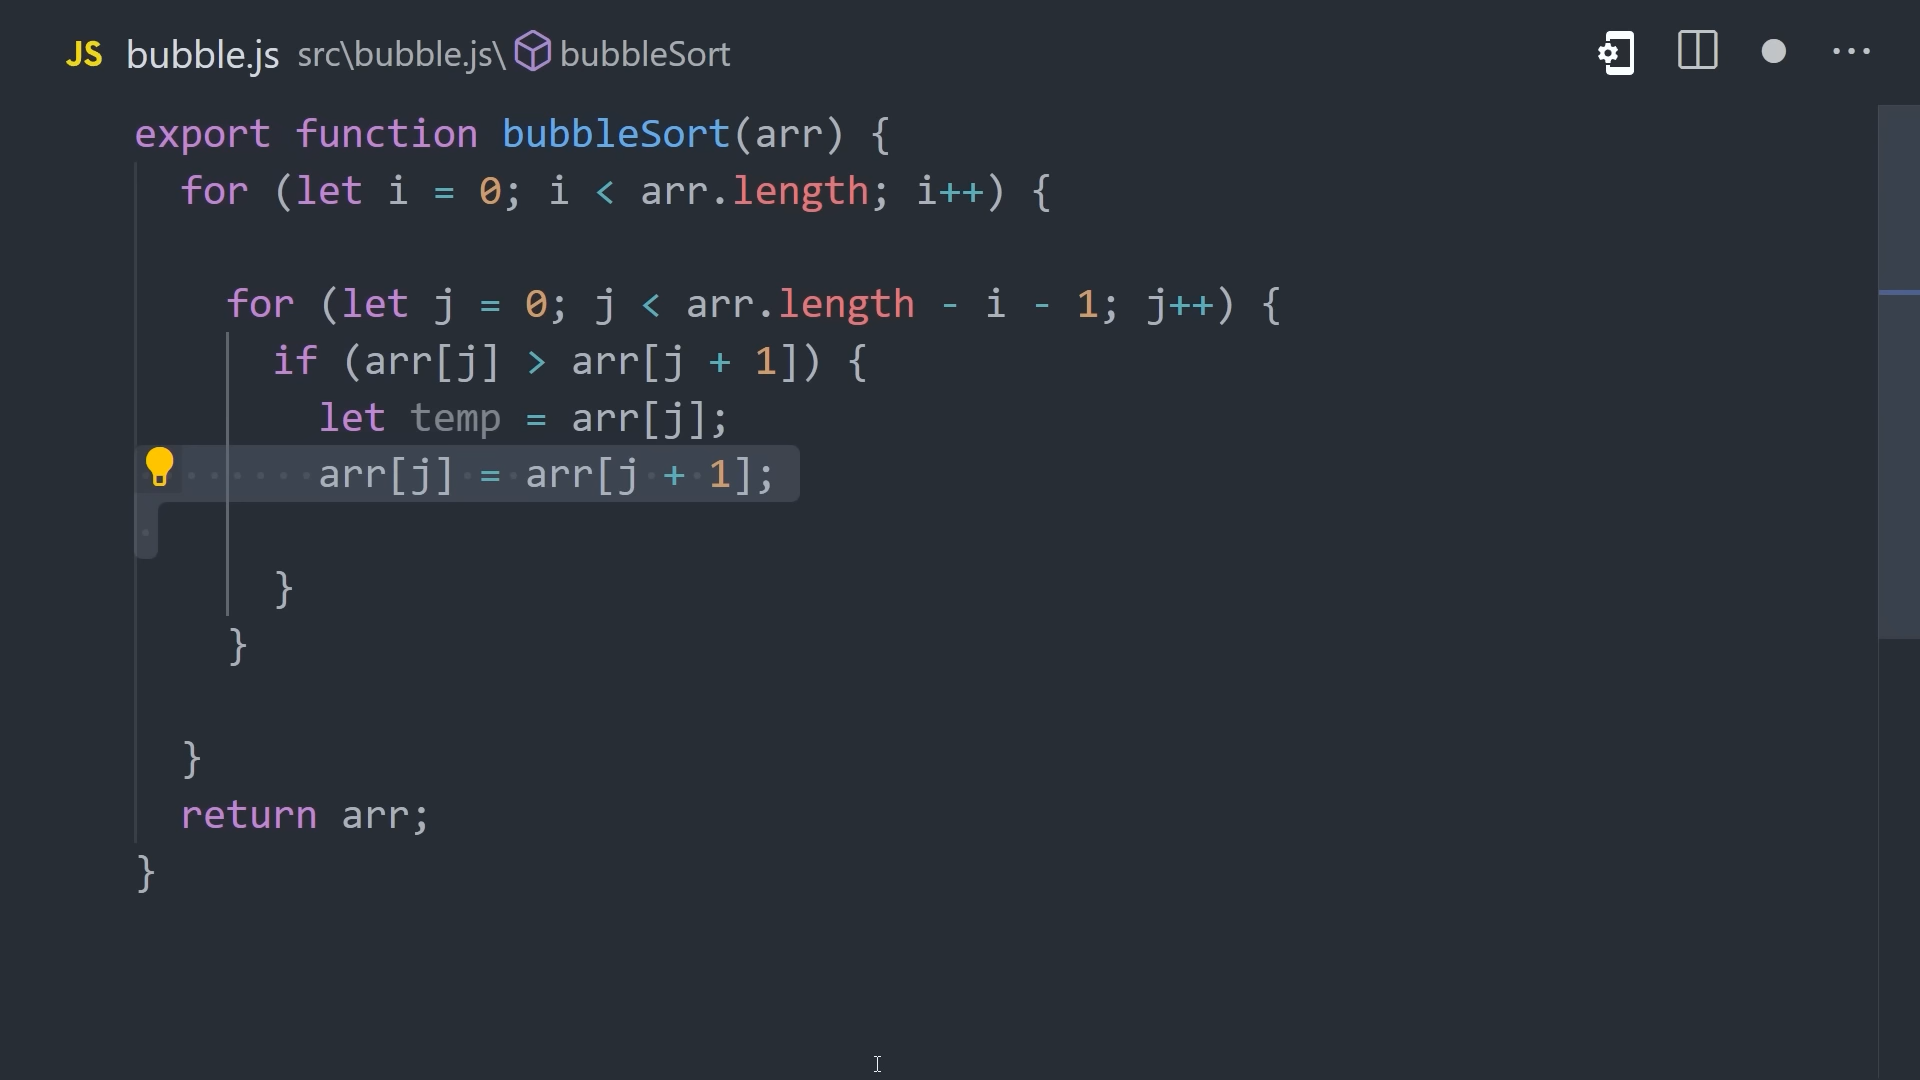 JS bubble.js src\bubble.js\ bubbleSort
export function bubbleSort(arr) {
for (let i = 0; i < arr.length; i++) {
for (let j = 0; j < arr.length - i - 1; j++) {
if (arr[j] > arr[j + 1]) {
let temp = arr[j];
arr[j] = arr[j + 1];
}
}
}
return arr;
}